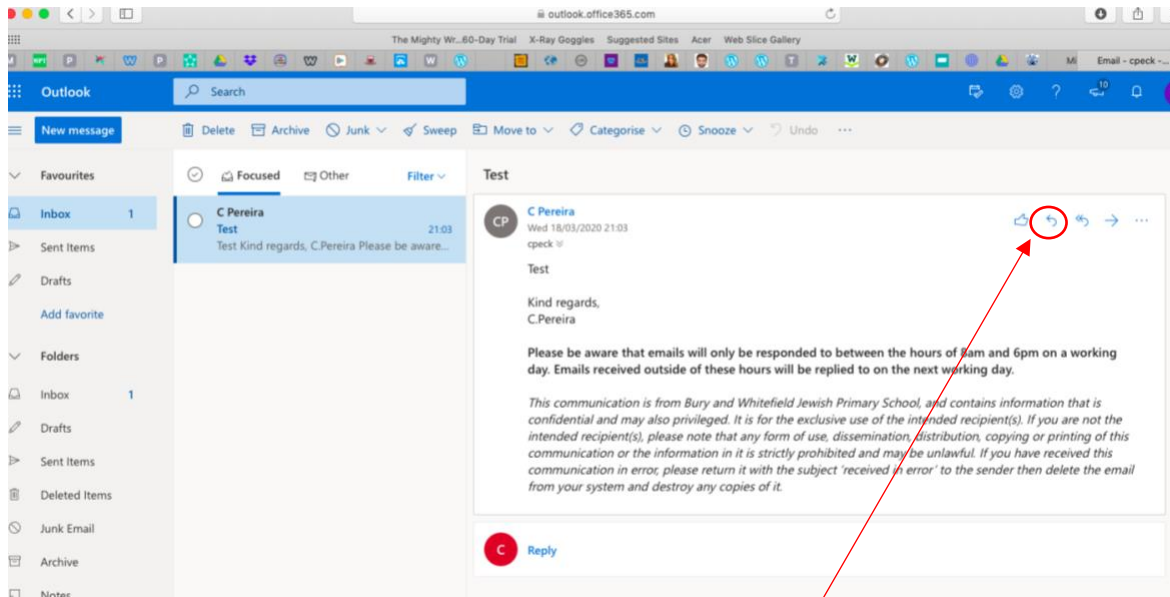 outlook.office365.com
The Mighty Wr...60-Day Trial X-Ray Goggles Suggested Sites Acer Web Slice Gallery
Mi Email - cpeck -...
Outlook
Search
10
New message
Delete Archive Junk Sweep Move to Categorise Snooze Undo ...
Favourites
Focused Other Filter
Test
Inbox 1
Sent Items
Drafts
Add favorite
Folders
Inbox 1
Drafts
Sent Items
Deleted Items
Junk Email
Archive
Notes
C Pereira
Test 21:03
Test Kind regards, C.Pereira Please be aware...
CP
C Pereira
Wed 18/03/2020 21:03
cpeck
Test
Kind regards,
C.Pereira
Please be aware that emails will only be responded to between the hours of 8am and 6pm on a working
day. Emails received outside of these hours will be replied to on the next working day.
This communication is from Bury and Whitefield Jewish Primary School, and contains information that is
confidential and may also privileged. It is for the exclusive use of the intended recipient(s). If you are not the
intended recipient(s), please note that any form of use, dissemination, distribution, copying or printing of this
communication or the information in it is strictly prohibited and may be unlawful. If you have received this
communication in error, please return it with the subject 'received in error' to the sender then delete the email
from your system and destroy any copies of it.
C
Reply